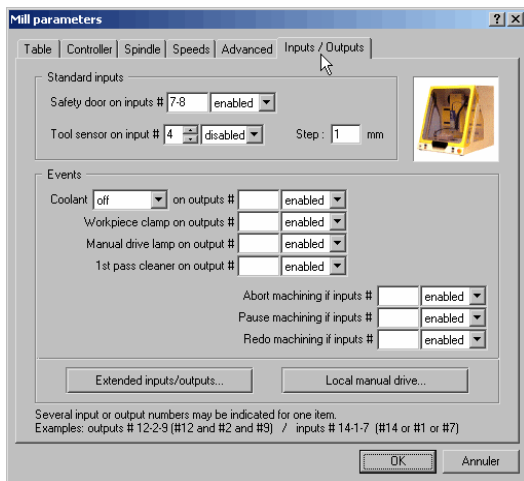 Mill parameters
Table Controller Spindle Speeds Advanced Inputs / Outputs
Standard inputs
Safety door on inputs # 7-8 enabled
Tool sensor on input # 4 disabled Step : 1 mm
Events
Coolant off on outputs # enabled
Workpiece clamp on outputs # enabled
Manual drive lamp on output # enabled
1st pass cleaner on output # enabled
Abort machining if inputs # enabled
Pause machining if inputs # enabled
Redo machining if inputs # enabled
Extended inputs/outputs... Local manual drive...
Several input or output numbers may be indicated for one item.
Examples: outputs # 12-2-9 (#12 and #2 and #9) / inputs # 14-1-7 (#14 or #1 or #7)
OK Annuler